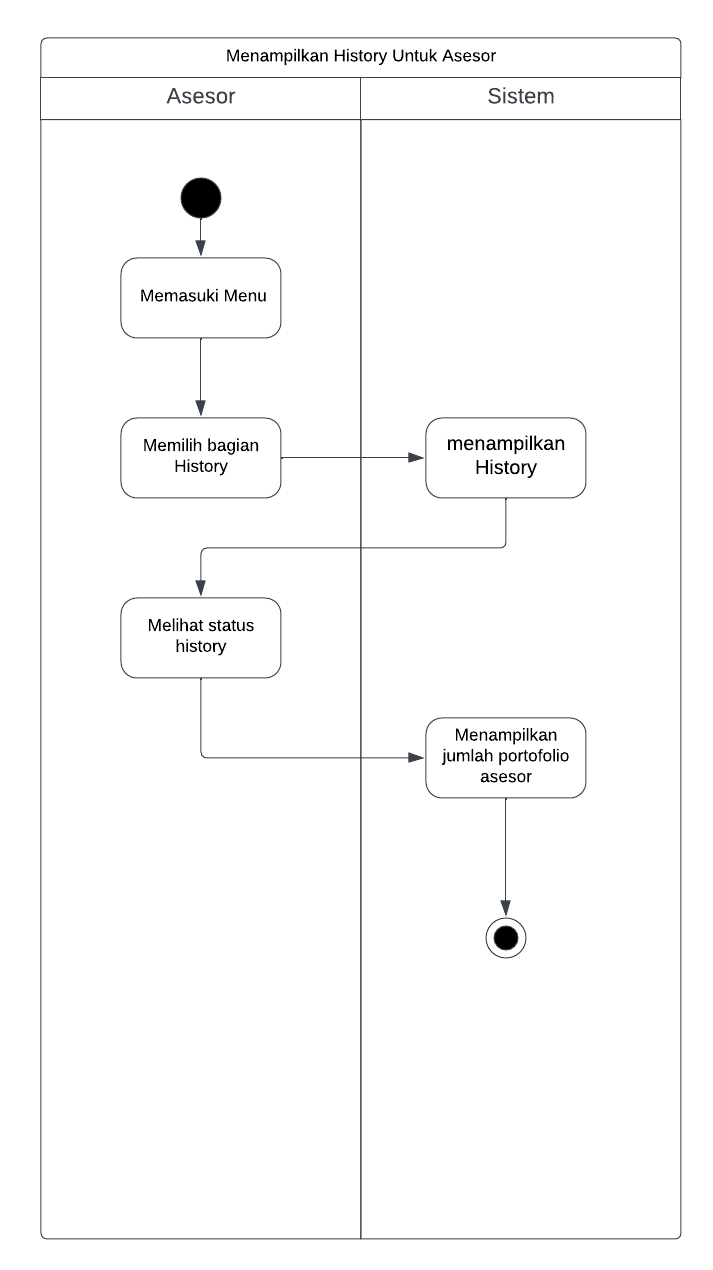 Menampilkan History Untuk Asesor
Asesor
Sistem
Memasuki Menu
Memilih bagian
History
menampilkan
History
Melihat status
history
Menampilkan
jumlah portofolio
asesor